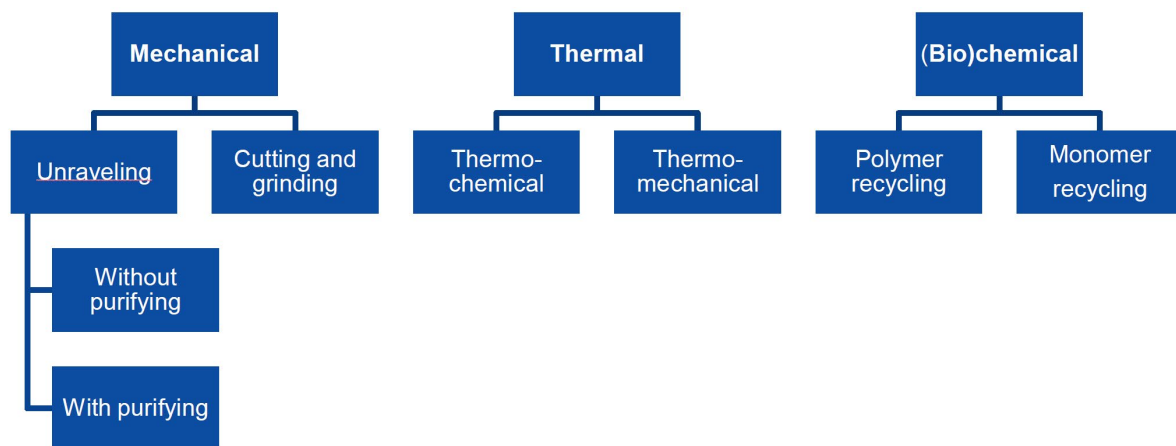 Mechanical
Thermal
(Bio)chemical
Unraveling
Cutting and
grinding
Thermo-
chemical
Thermo-
mechanical
Polymer
recycling
Monomer
recycling
Without
purifying
With purifying